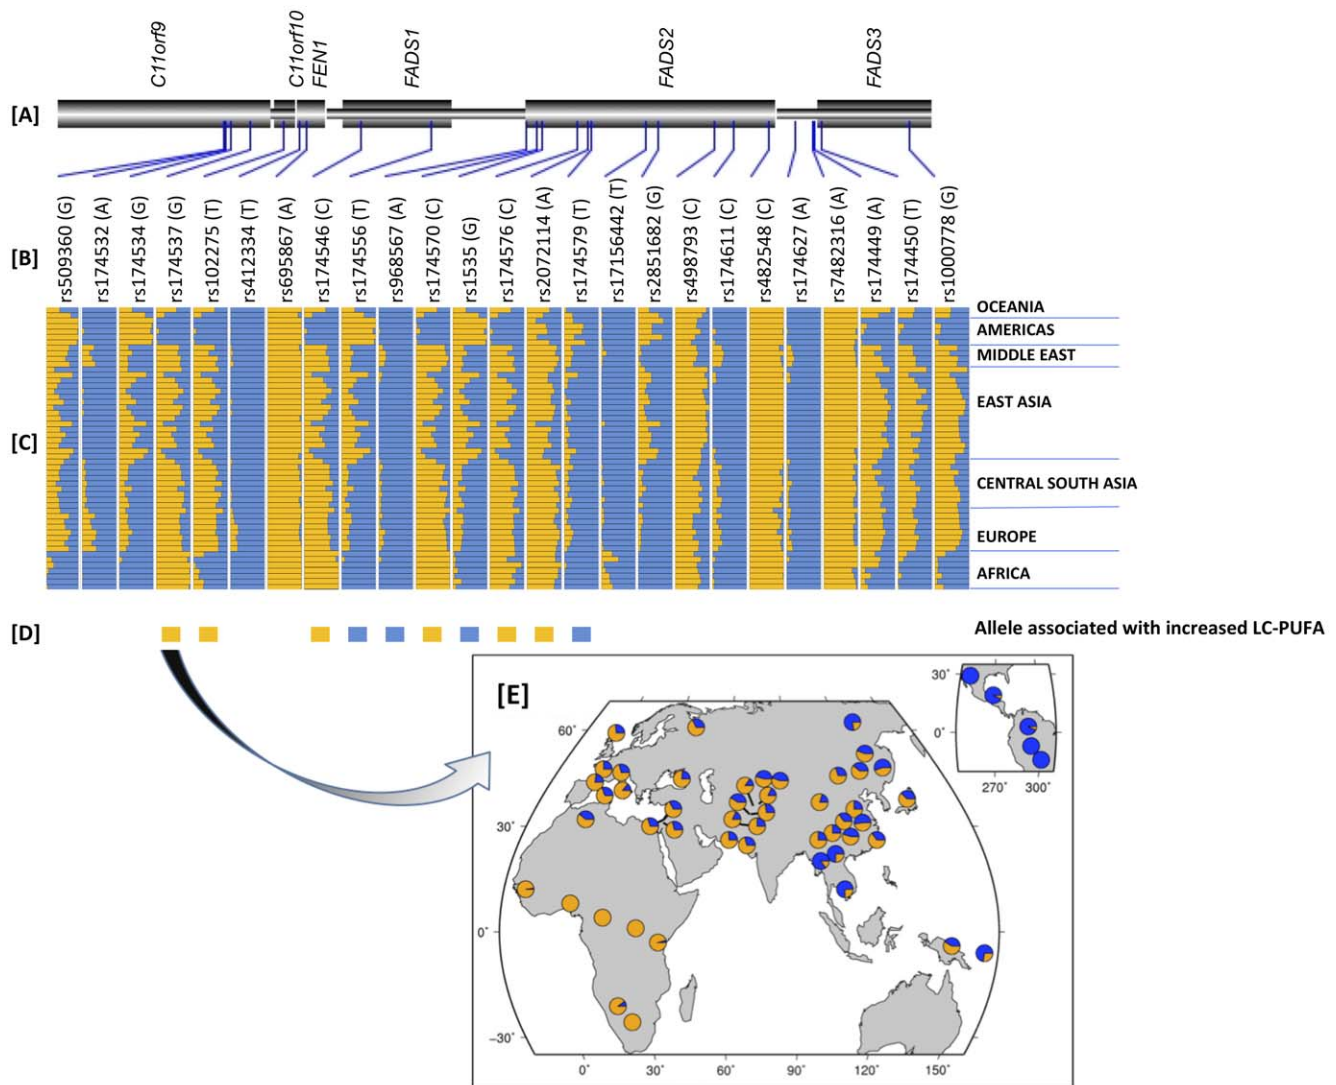 C11orf9
C11orf10
FEN1
FADS1
FADS2
FADS3
[A]
[B]
rs509360 (G)
rs174532 (A)
rs174534 (G)
rs174537 (G)
rs102275 (T)
rs412334 (T)
rs695867 (A)
rs174546 (C)
rs174556 (T)
rs968567 (A)
rs174570 (C)
rs1535 (G)
rs174576 (C)
rs2072114 (A)
rs174579 (T)
rs17156442 (T)
rs2851682 (G)
rs498793 (C)
rs174611 (C)
rs4825548 (C)
rs174627 (A)
rs7482316 (A)
rs174449 (A)
rs174450 (T)
rs1000778 (G)
[C]
OCEANIA
AMERICAS
MIDDLE EAST
EAST ASIA
CENTRAL SOUTH ASIA
EUROPE
AFRICA
[D]
Allele associated with increased LC-PUFA
[E]
60°
30°
0°
−30°
0°
30°
60°
90°
120°
150°
30°
0°
270°
300°